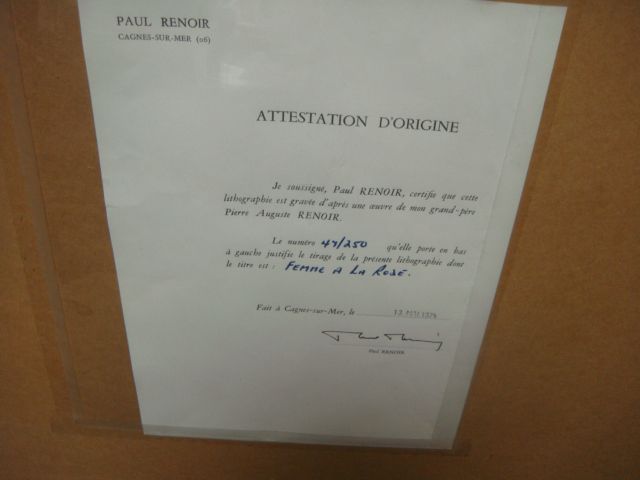 PAUL RENOIR
CAGNES-SUR-MER (06)
ATTESTATION D'ORIGINE
Je soussigne, Paul RENOIR, certifie que cette
lithographie est gravée d'après une œuvre de mon grand-père
Pierre Auguste RENOIR.
Le numéro 47/250 qu'elle porte en bas
à gauche justifie le tirage de la presente lithographie dont
le titre est : FEMME A LA ROSE.
Fait à Cagnes-sur-Mer, le
Paul RENOIR